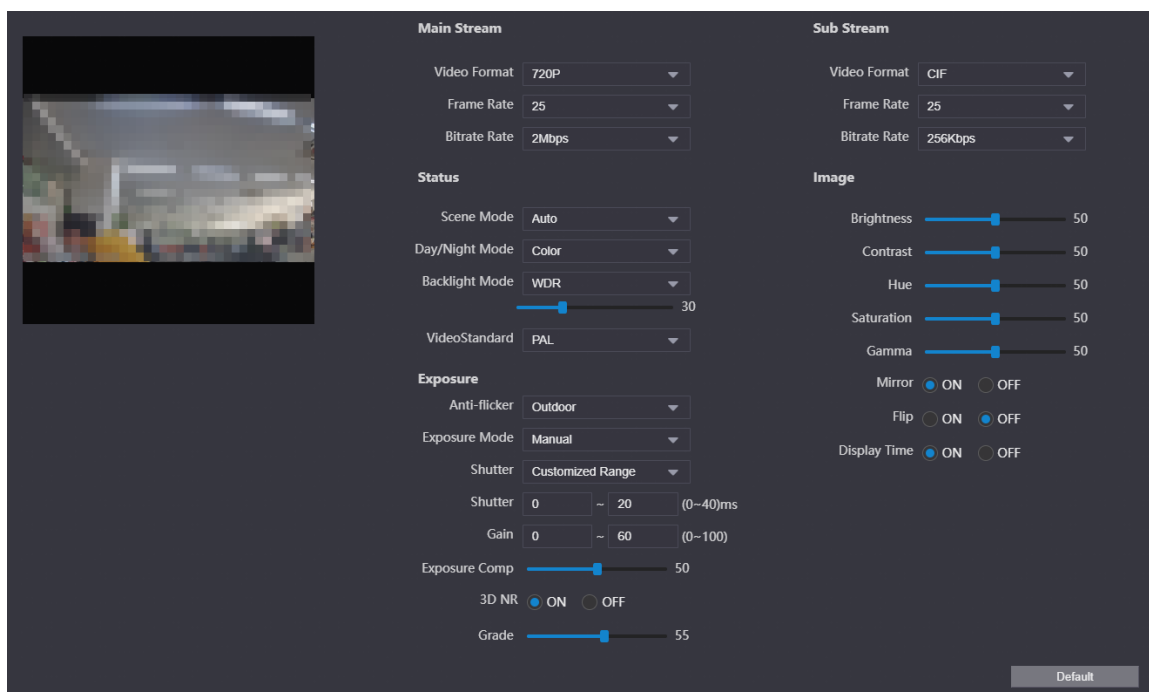 Main Stream
Video Format 720P
Frame Rate 25
Bitrate Rate 2Mbps
Status
Scene Mode Auto
Day/Night Mode Color
Backlight Mode WDR
30
VideoStandard PAL
Exposure
Anti-flicker Outdoor
Exposure Mode Manual
Shutter Customized Range
Shutter 0 ~ 20 (0~40)ms
Gain 0 ~ 60 (0~100)
Exposure Comp 50
3D NR ON OFF
Grade 55
Sub Stream
Video Format CIF
Frame Rate 25
Bitrate Rate 256Kbps
Image
Brightness 50
Contrast 50
Hue 50
Saturation 50
Gamma 50
Mirror ON OFF
Flip ON OFF
Display Time ON OFF
Default